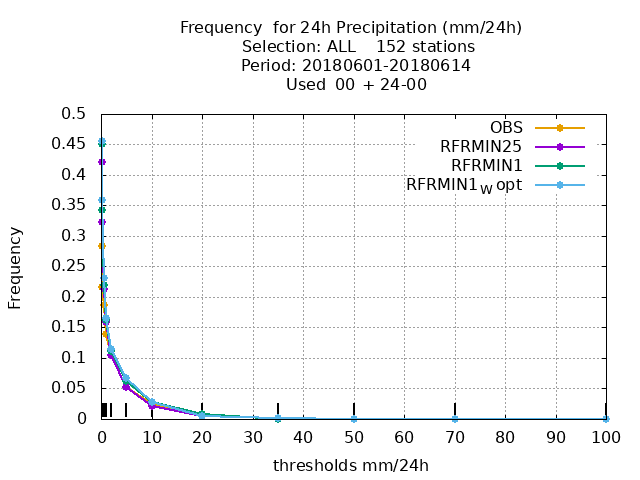 Frequency  for 24h Precipitation (mm/24h)
Selection: ALL    152 stations
Period: 20180601-20180614
Used  00 + 24-00
OBS
RFRMIN25
RFRMIN1
RFRMIN1W opt
Frequency
0.5
0.45
0.4
0.35
0.3
0.25
0.2
0.15
0.1
0.05
0
0 10 20 30 40 50 60 70 80 90 100
thresholds mm/24h